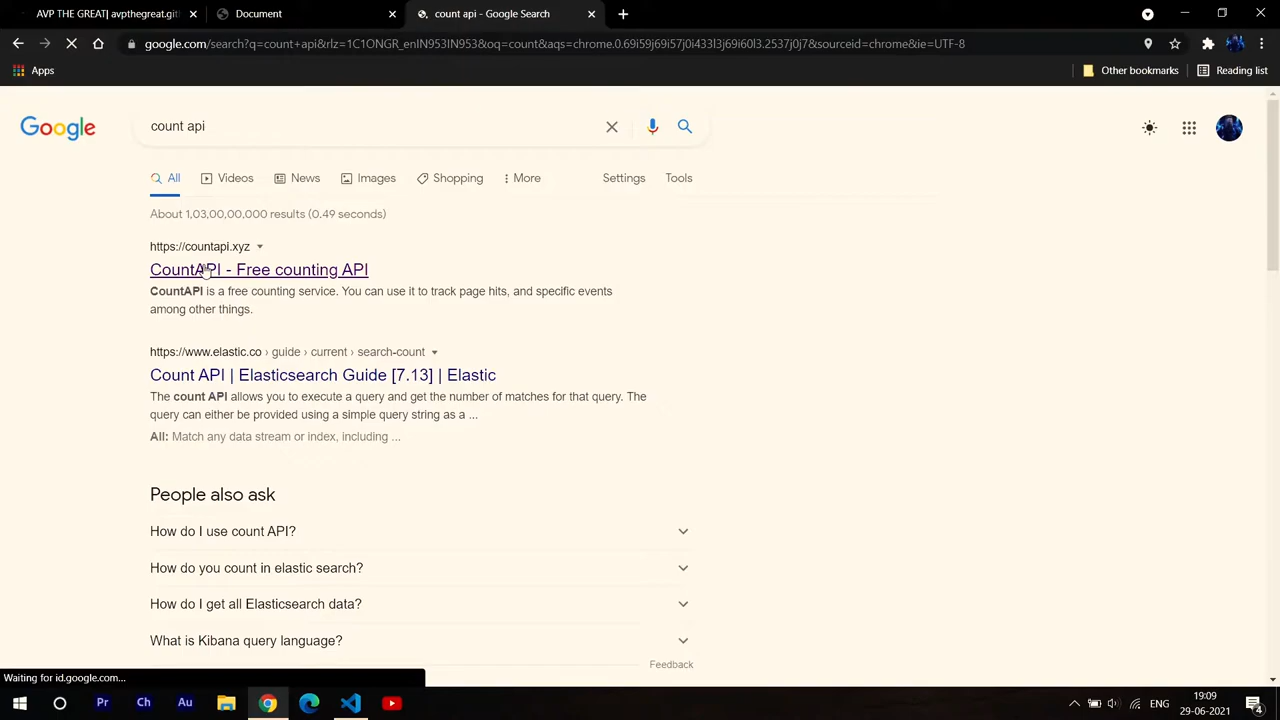 AVP THE GREAT| avpthegreat.git
Document
count api - Google Search
google.com/search?q=count+api&rlz=1C1ONGR_enIN953IN953&oq=count&aqs=chrome.0.69i59j69i57j0i433l3j69i60l3.2537j0j7&sourceid=chrome&ie=UTF-8
Apps
Other bookmarks
Reading list
Google
count api
All
Videos
News
Images
Shopping
More
Settings
Tools
About 1,03,00,00,000 results (0.49 seconds)
https://countapi.xyz
CountAPI - Free counting API
CountAPI is a free counting service. You can use it to track page hits, and specific events
among other things.
https://www.elastic.co › guide › current › search-count
Count API | Elasticsearch Guide [7.13] | Elastic
The count API allows you to execute a query and get the number of matches for that query. The
query can either be provided using a simple query string as a ...
All: Match any data stream or index, including ...
People also ask
How do I use count API?
How do you count in elastic search?
How do I get all Elasticsearch data?
What is Kibana query language?
Feedback
Waiting for id.google.com...
Pr
Ch
Au
ENG
19:09
29-06-2021
4